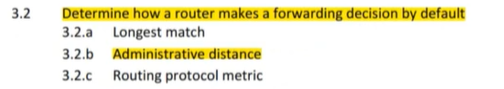 3.2 Determine how a router makes a forwarding decision by default
3.2.a Longest match
3.2.b Administrative distance
3.2.c Routing protocol metric